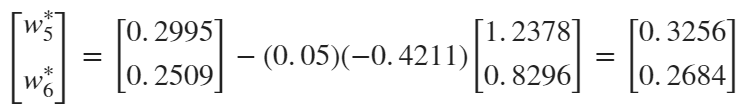 [w₅*; w₆*] = [0.2995; 0.2509] − (0.05)(−0.4211) [1.2378; 0.8296] = [0.3256; 0.2684]